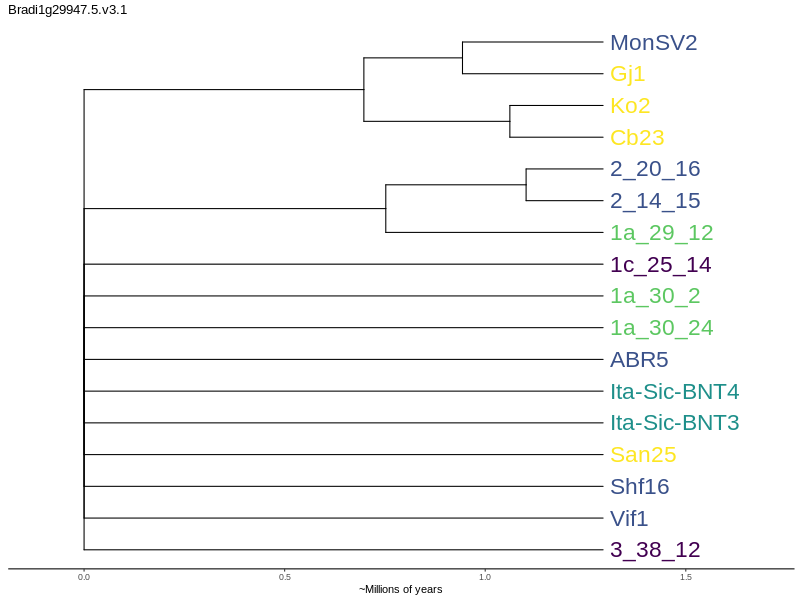 Bradi1g29947.5.v3.1
MonSV2
Gj1
Ko2
Cb23
2_20_16
2_14_15
1a_29_12
1c_25_14
1a_30_2
1a_30_24
ABR5
Ita-Sic-BNT4
Ita-Sic-BNT3
San25
Shf16
Vif1
3_38_12
0.0 0.5 1.0 1.5
~Millions of years